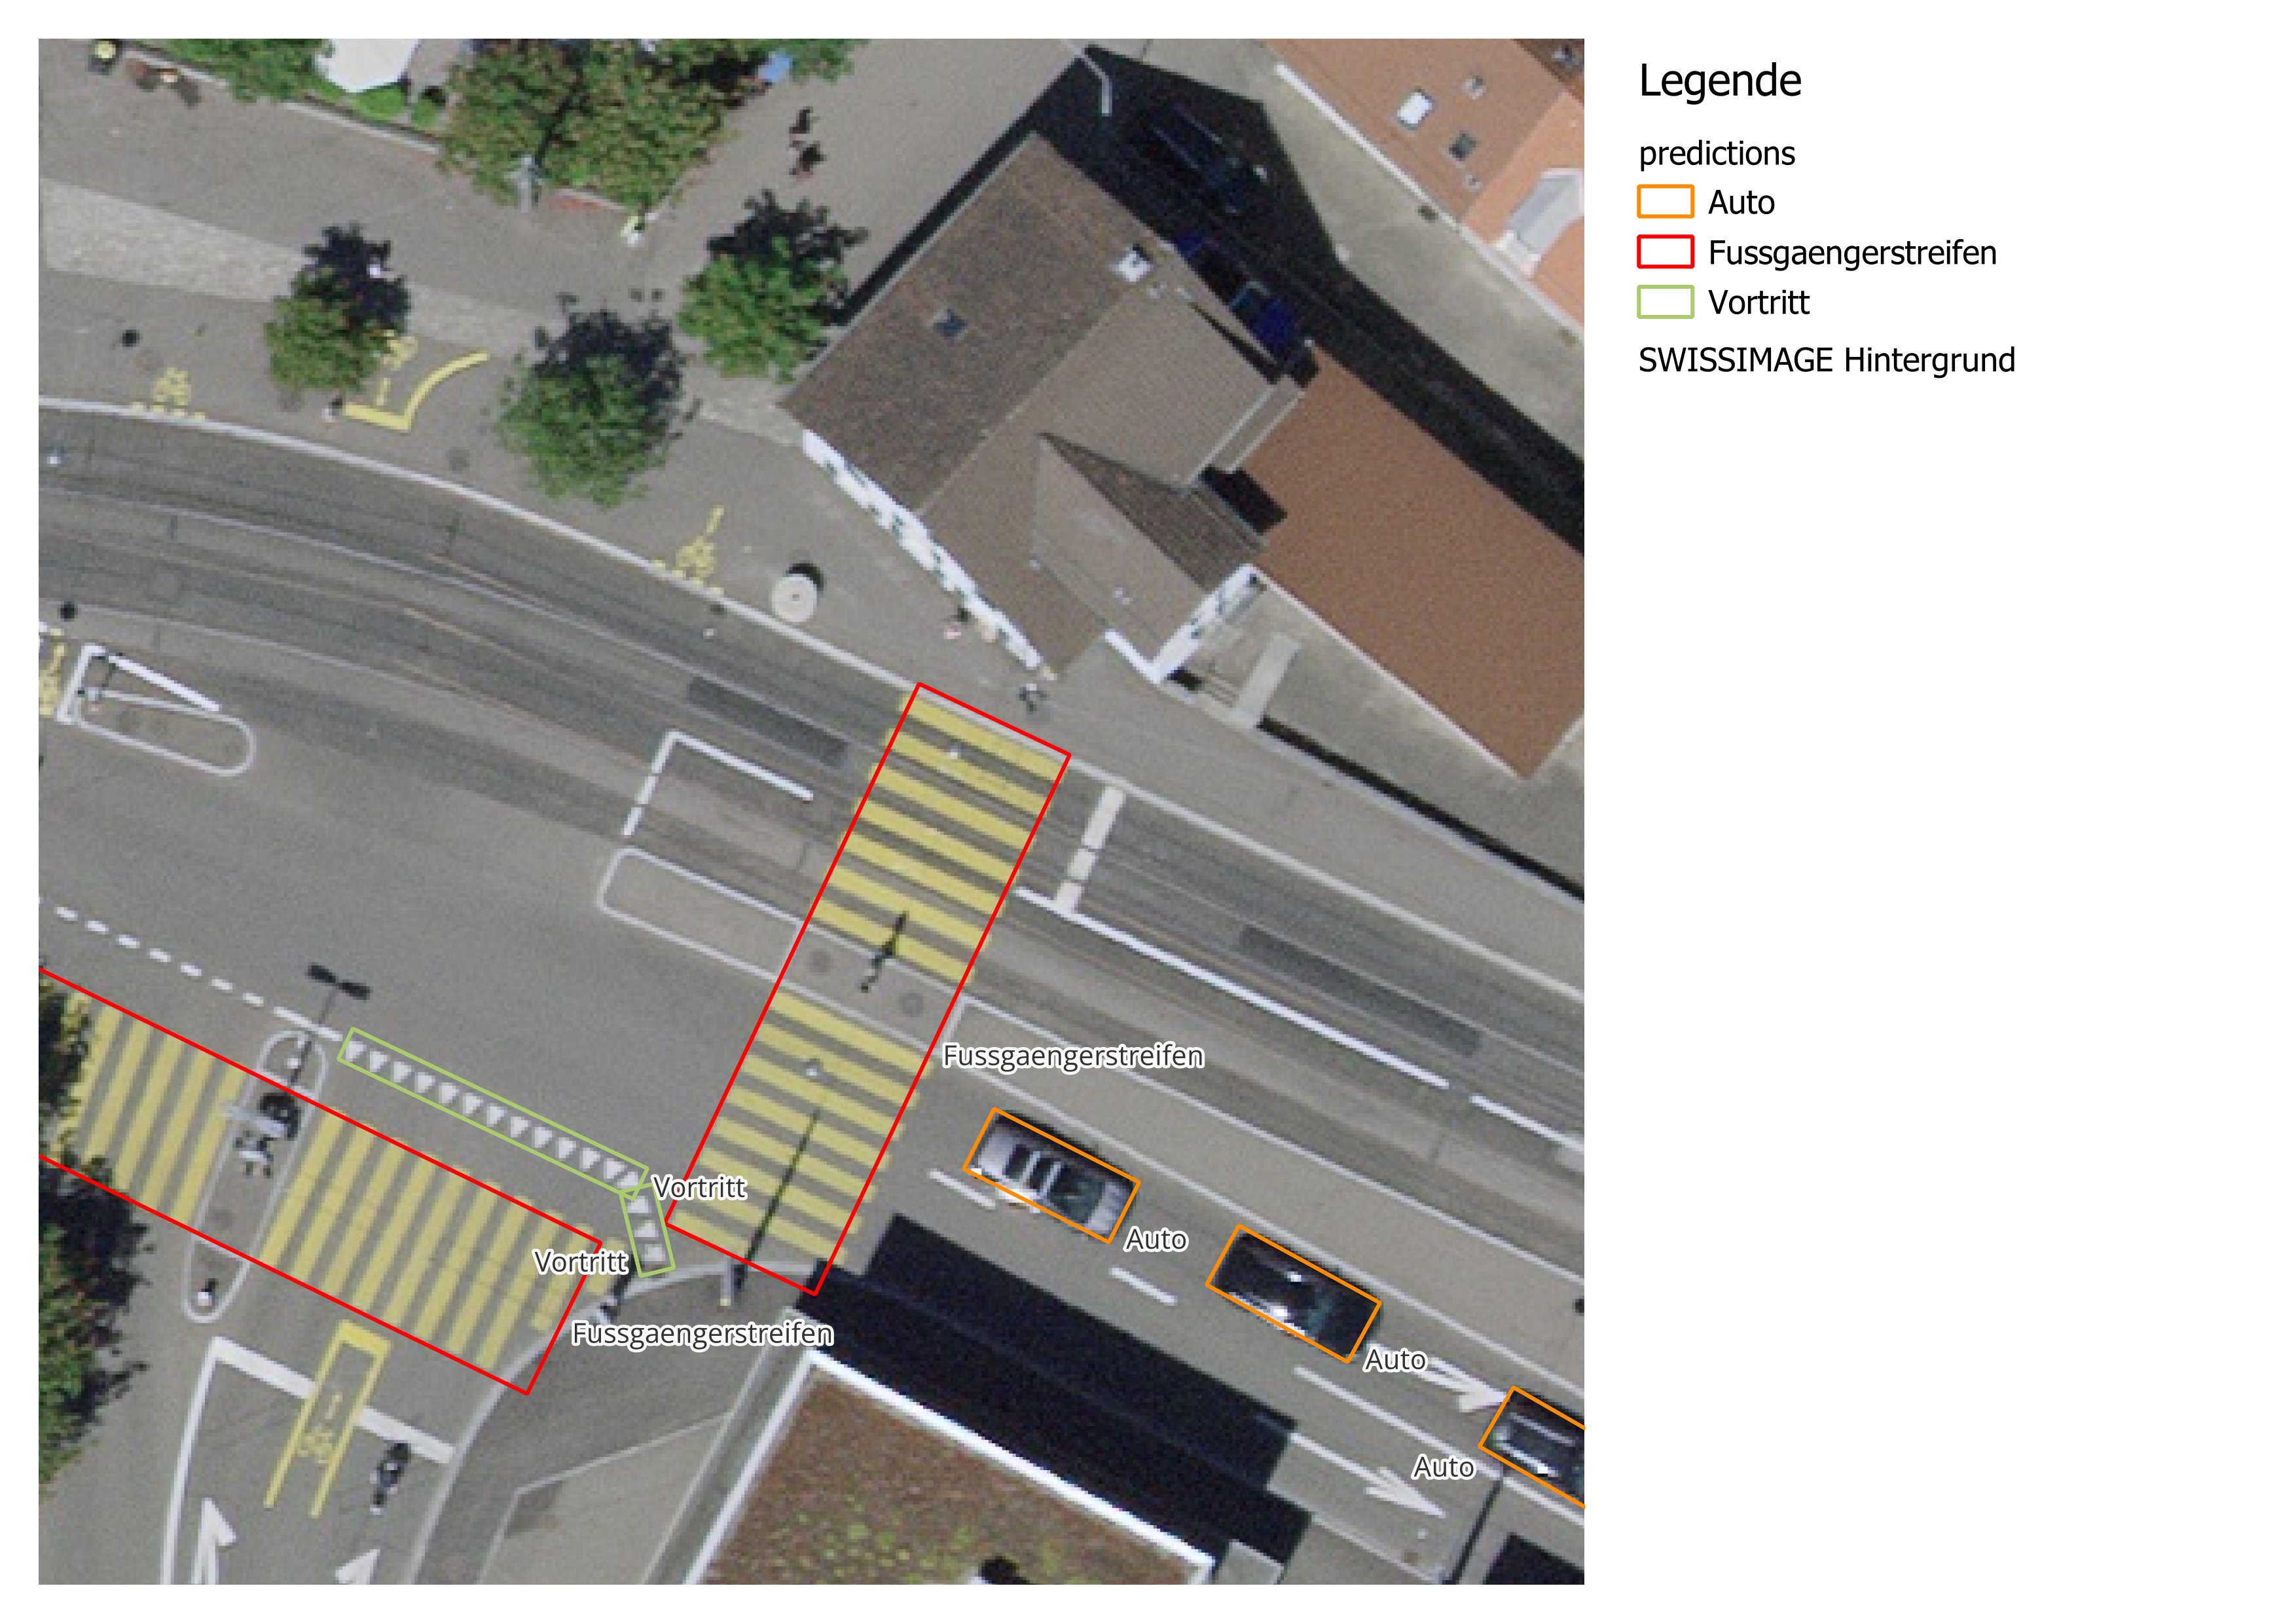 Legende
predictions
Auto
Fussgaengerstreifen
Vortritt
SWISSIMAGE Hintergrund
Fussgaengerstreifen
Vortritt
Auto
Vortritt
Fussgaengerstreifen
Auto
Auto